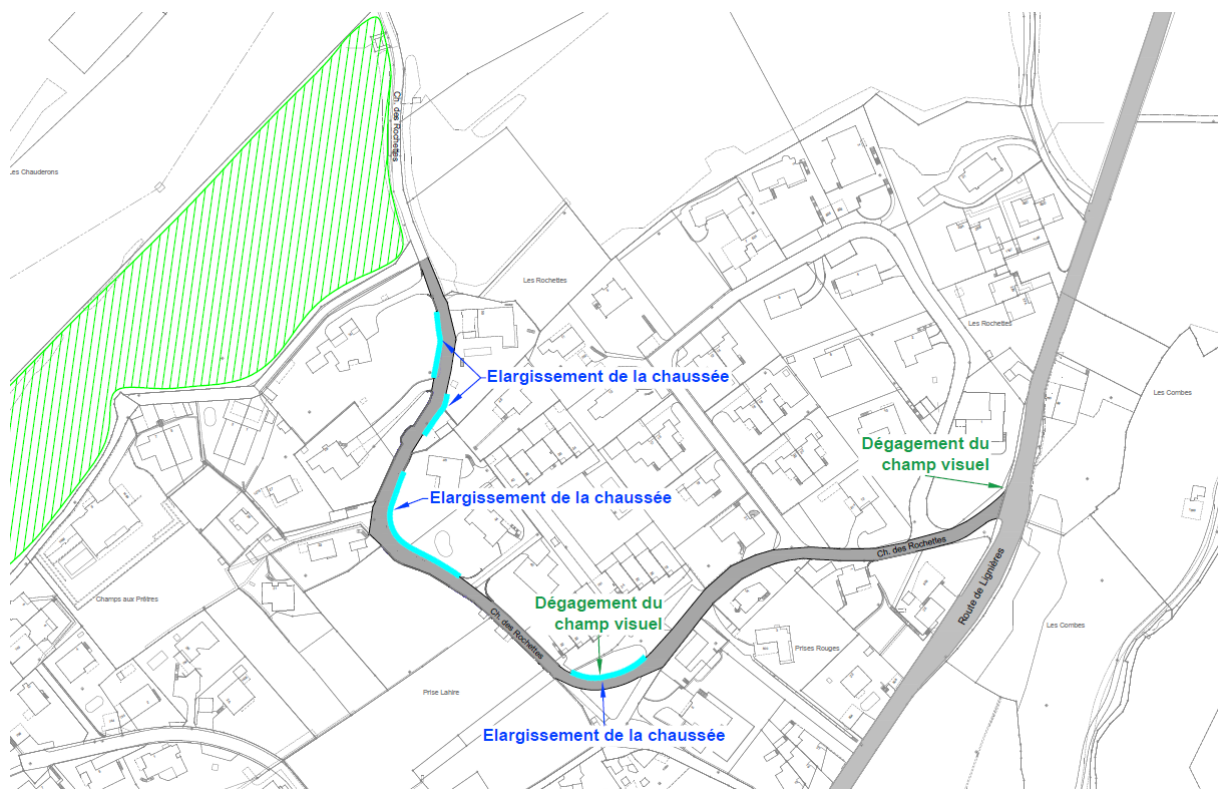 Ch. des Rochettes
Les Chauderons
Les Rochettes
Les Rochettes
Elargissement de la chaussée
Les Combes
Dégagement du
champ visuel
Elargissement de la chaussée
Ch. des Rochettes
Route de Lignières
Champs aux Prêtres
Dégagement du
champ visuel
Ch. des Rochettes
Les Combes
Prises Rouges
Prise Lahire
Elargissement de la chaussée